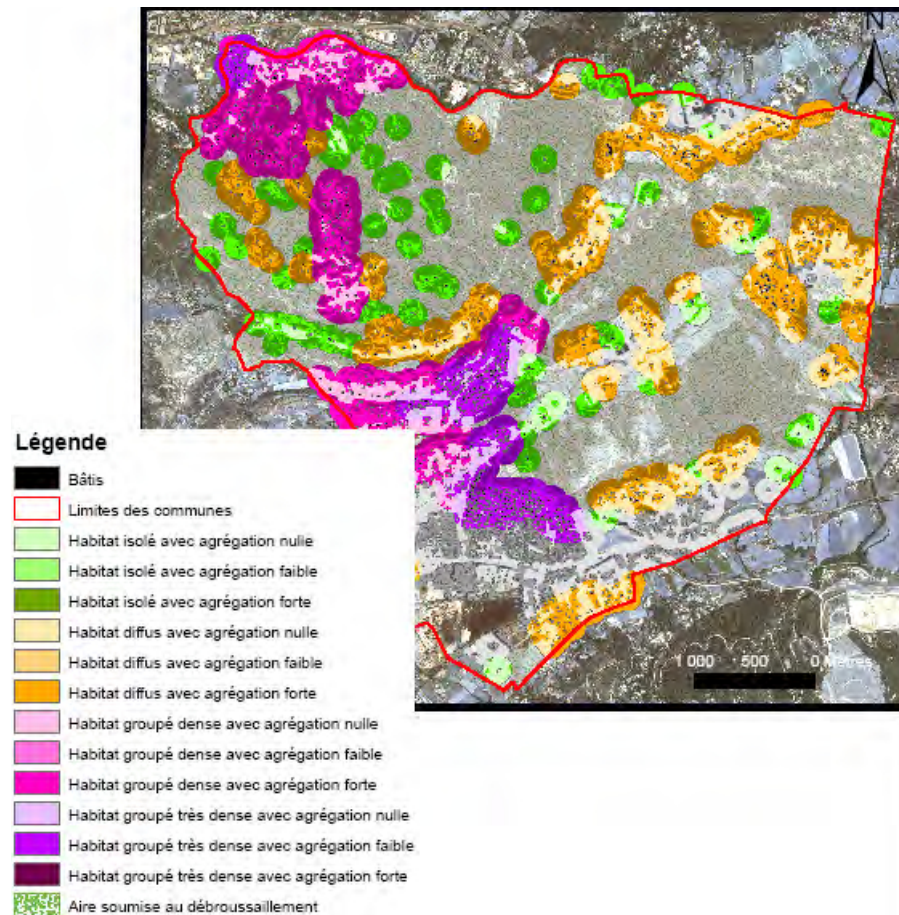 N
1 000 500 0 Mètres
Légende
Bâtis
Limites des communes
Habitat isolé avec agrégation nulle
Habitat isolé avec agrégation faible
Habitat isolé avec agrégation forte
Habitat diffus avec agrégation nulle
Habitat diffus avec agrégation faible
Habitat diffus avec agrégation forte
Habitat groupé dense avec agrégation nulle
Habitat groupé dense avec agrégation faible
Habitat groupé dense avec agrégation forte
Habitat groupé très dense avec agrégation nulle
Habitat groupé très dense avec agrégation faible
Habitat groupé très dense avec agrégation forte
Aire soumise au débroussaillement